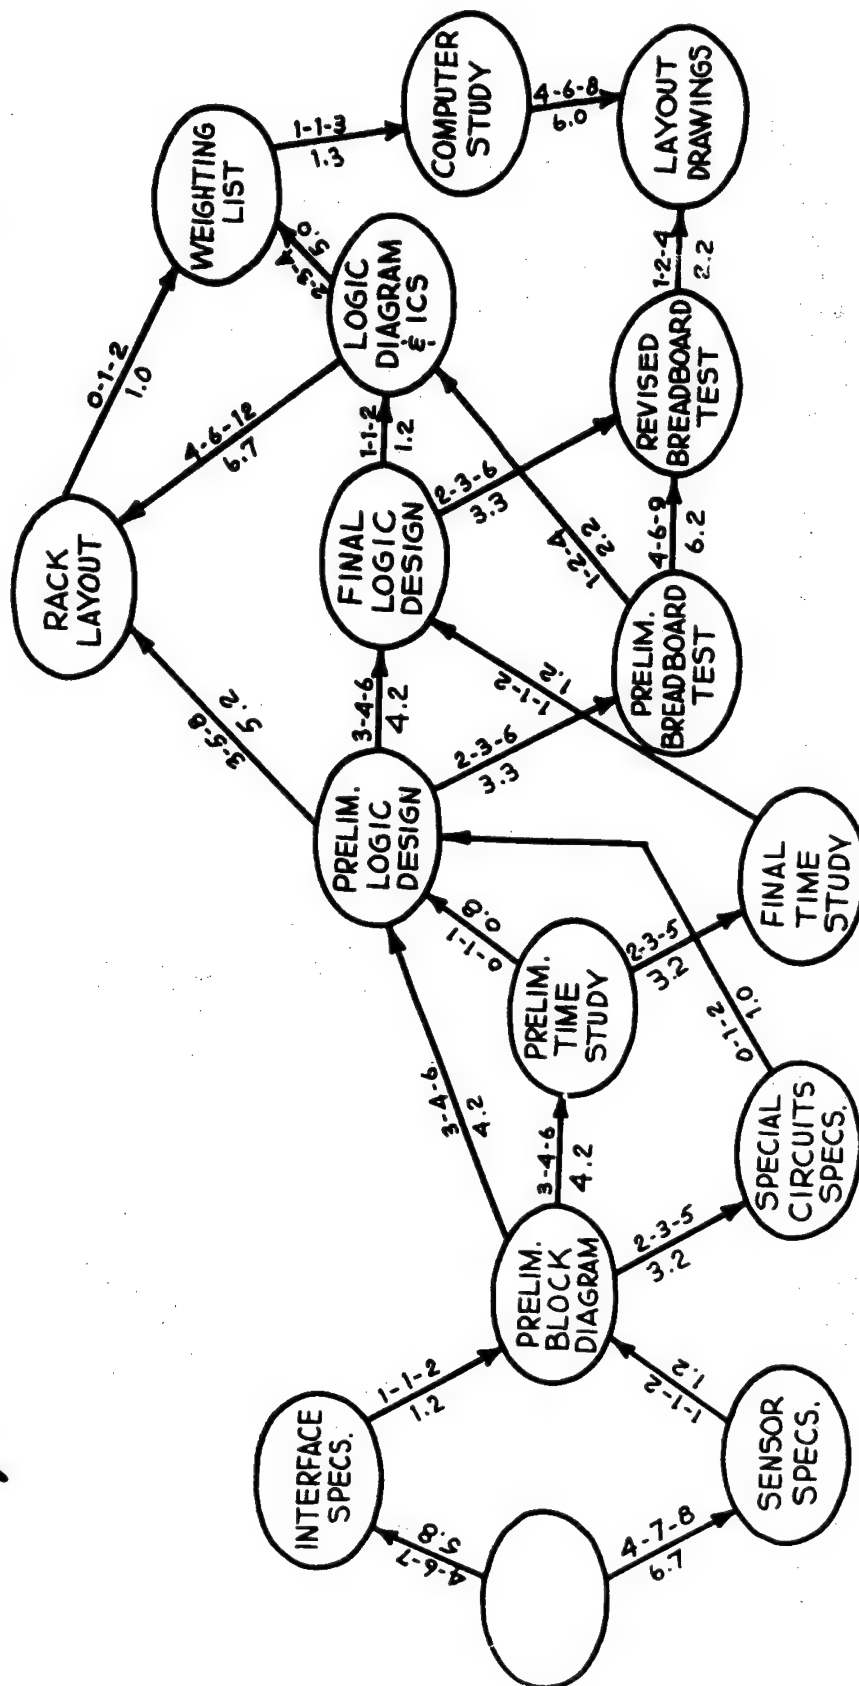 INTERFACE
SPECS.
4-6-7
5.8
4-7-8
6.7
SENSOR
SPECS.
1-1-2
1.2
1-1-2
1.2
PRELIM.
BLOCK
DIAGRAM
3-4-6
4.2
3-4-6
4.2
2-3-5
3.2
SPECIAL
CIRCUITS
SPECS.
PRELIM.
TIME
STUDY
0-1-1
0.8
2-3-5
3.2
0-1-2
1.0
FINAL
TIME
STUDY
PRELIM.
LOGIC
DESIGN
3-5-8
5.2
3-4-6
4.2
2-3-6
3.3
1-1-2
1.2
RACK
LAYOUT
FINAL
LOGIC
DESIGN
PRELIM.
BREADBOARD
TEST
0-1-2
1.0
4-6-12
6.7
1-1-2
1.2
2-3-6
3.3
1-2-4
2.2
4-6-9
6.2
LOGIC
DIAGRAM
& ICS
REVISED
BREADBOARD
TEST
2-3-4
5.0
WEIGHTING
LIST
1-1-3
1.3
1-2-4
2.2
COMPUTER
STUDY
4-6-8
6.0
LAYOUT
DRAWINGS